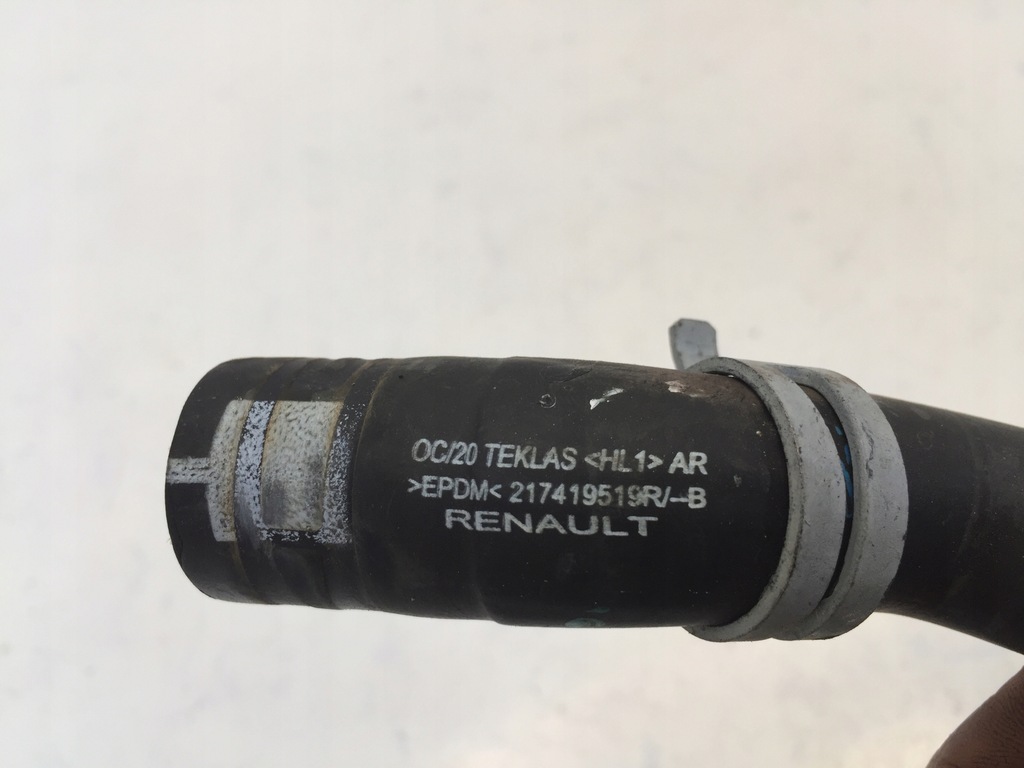 OC/20 TEKLAS <HL1> AR
>EPDM< 217419519R/--B
RENAULT